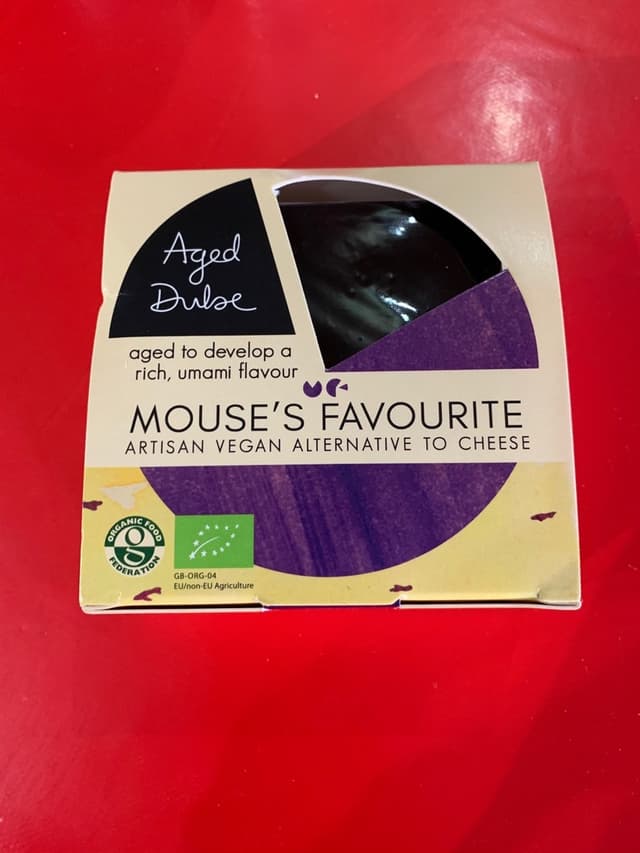 Aged
Dulse
aged to develop a
rich, umami flavour
MOUSE'S FAVOURITE
ARTISAN VEGAN ALTERNATIVE TO CHEESE
ORGANIC FOOD
FEDERATION
GB-ORG-04
EU/non-EU Agriculture